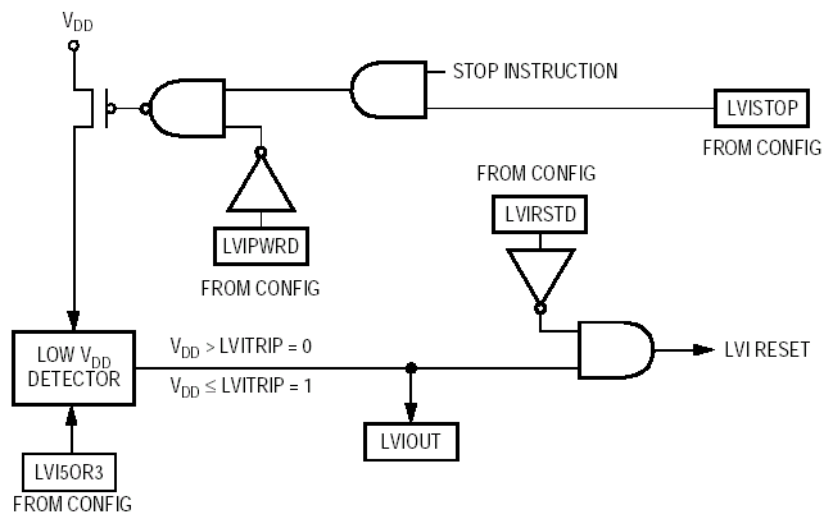 VDD
STOP INSTRUCTION
LVISTOP
FROM CONFIG
FROM CONFIG
LVIRSTD
LVIPWRD
FROM CONFIG
LOW VDD
DETECTOR
VDD > LVITRIP = 0
VDD ≤ LVITRIP = 1
LVI RESET
LVIOUT
LVI5OR3
FROM CONFIG